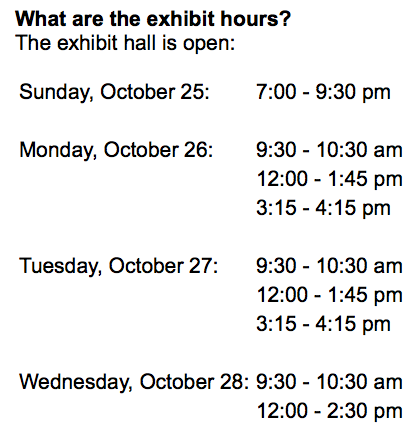 What are the exhibit hours?
The exhibit hall is open:
Sunday, October 25: 7:00 - 9:30 pm
Monday, October 26: 9:30 - 10:30 am
12:00 - 1:45 pm
3:15 - 4:15 pm
Tuesday, October 27: 9:30 - 10:30 am
12:00 - 1:45 pm
3:15 - 4:15 pm
Wednesday, October 28: 9:30 - 10:30 am
12:00 - 2:30 pm